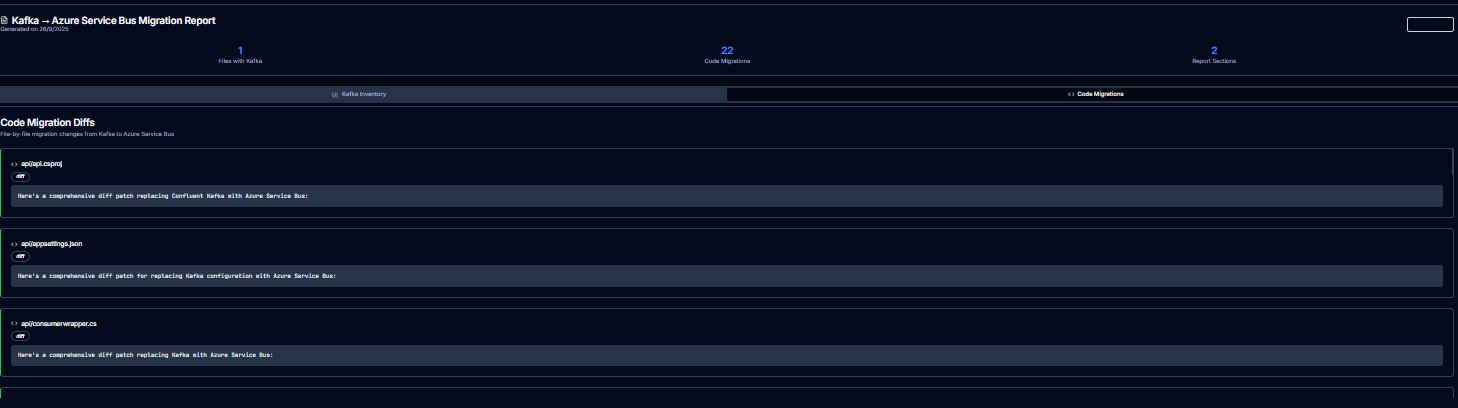 Kafka → Azure Service Bus Migration Report
Generated on 26/9/2025
1
Files with Kafka
22
Code Migrations
2
Report Sections
Kafka Inventory
Code Migrations
Code Migration Diffs
File-by-file migration changes from Kafka to Azure Service Bus
api/api.csproj
diff
Here's a comprehensive diff patch replacing Confluent Kafka with Azure Service Bus:
api/appsettings.json
diff
Here's a comprehensive diff patch for replacing Kafka configuration with Azure Service Bus:
api/consumerwrapper.cs
diff
Here's a comprehensive diff patch replacing Kafka with Azure Service Bus: